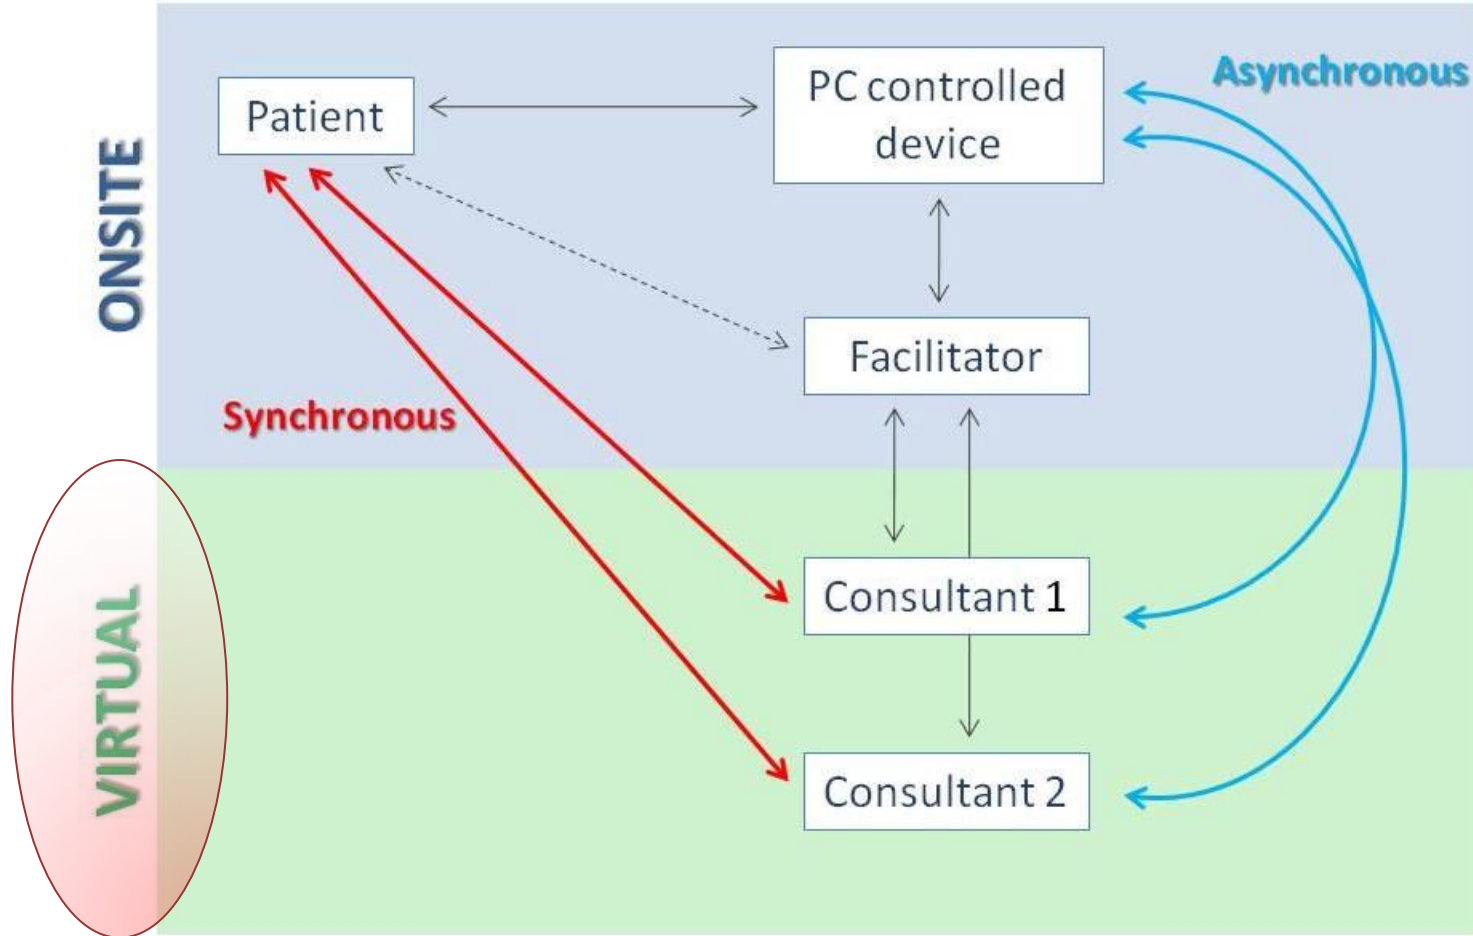 Patient
PC controlled
device
Asynchronous
ONSITE
Facilitator
Synchronous
VIRTUAL
Consultant 1
Consultant 2